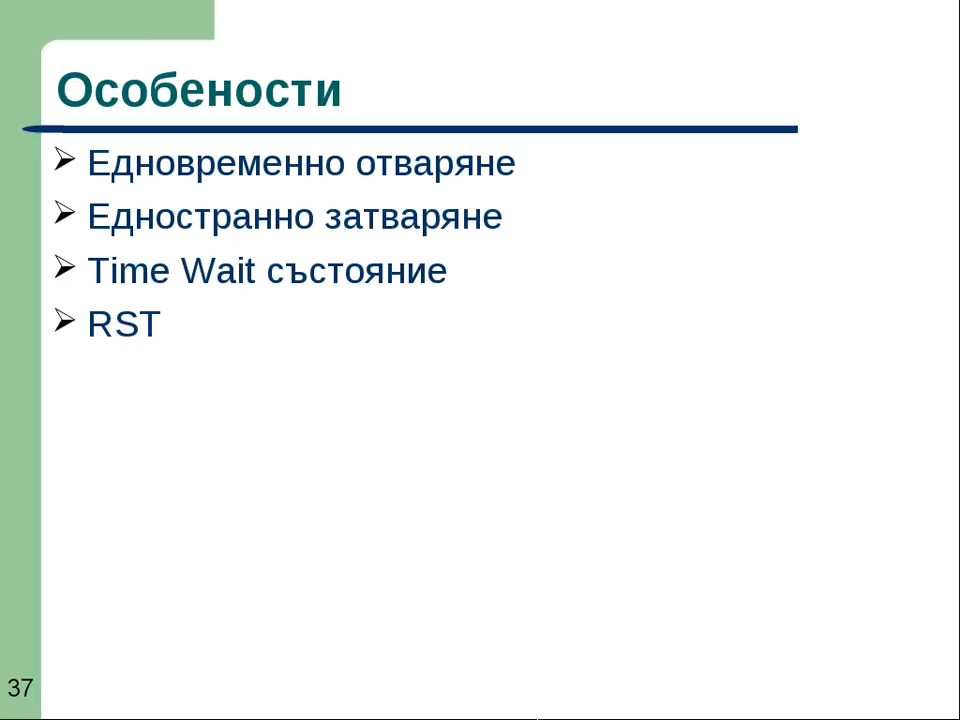 Особености
Едновременно отваряне
Едностранно затваряне
Time Wait състояние
RST
37